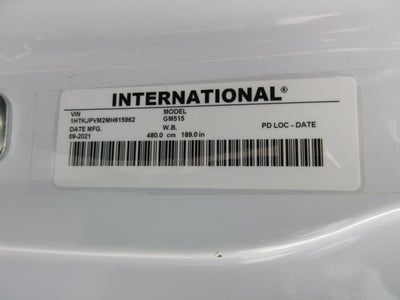 INTERNATIONAL®
VIN MODEL
1HTKJPVM2MH615962 GM515
DATE MFG. W.B. PD LOC - DATE
09-2021 480.0 cm 189.0 in